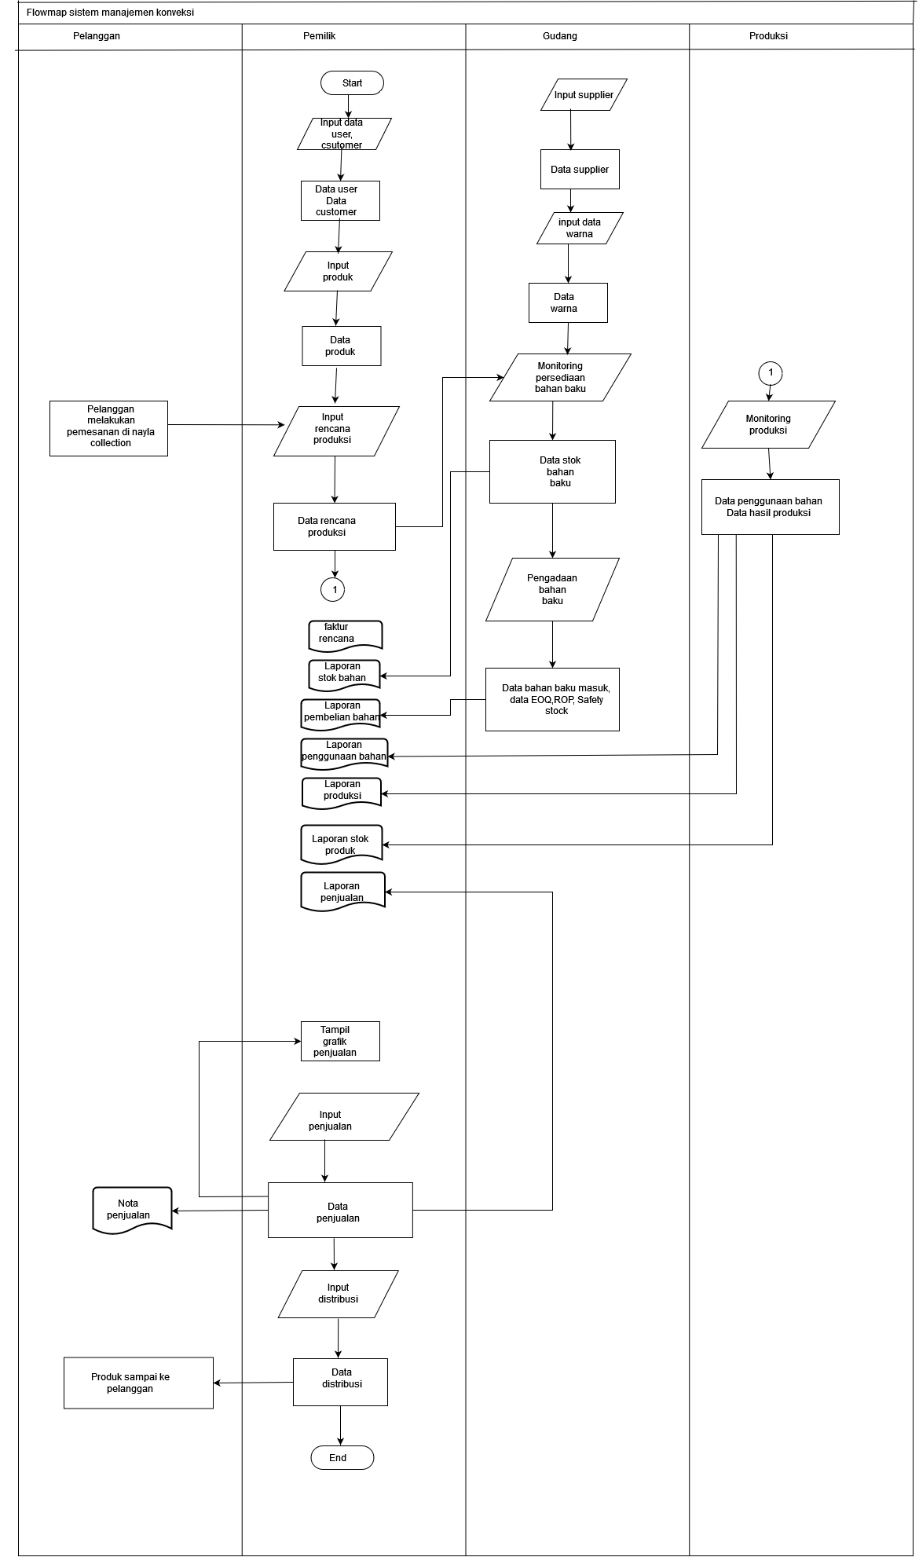 Flowmap sistem manajemen konveksi
Pelanggan
Pemilik
Gudang
Produksi
Start
Input data
user,
csutomer
Data user
Data
customer
Input
produk
Data
produk
Pelanggan
melakukan
pemesanan di nayla
collection
Input
rencana
produksi
Data rencana
produksi
1
Input supplier
Data supplier
input data
warna
Data
warna
Monitoring
persediaan
bahan baku
Data stok
bahan
baku
Pengadaan
bahan
baku
Data bahan baku masuk,
data EOQ,ROP, Safety
stock
1
Monitoring
produksi
Data penggunaan bahan
Data hasil produksi
faktur
rencana
Laporan
stok bahan
Laporan
pembelian bahan
Laporan
penggunaan bahan
Laporan
produksi
Laporan stok
produk
Laporan
penjualan
Tampil
grafik
penjualan
Input
penjualan
Data
penjualan
Nota
penjualan
Input
distribusi
Data
distribusi
Produk sampai ke
pelanggan
End